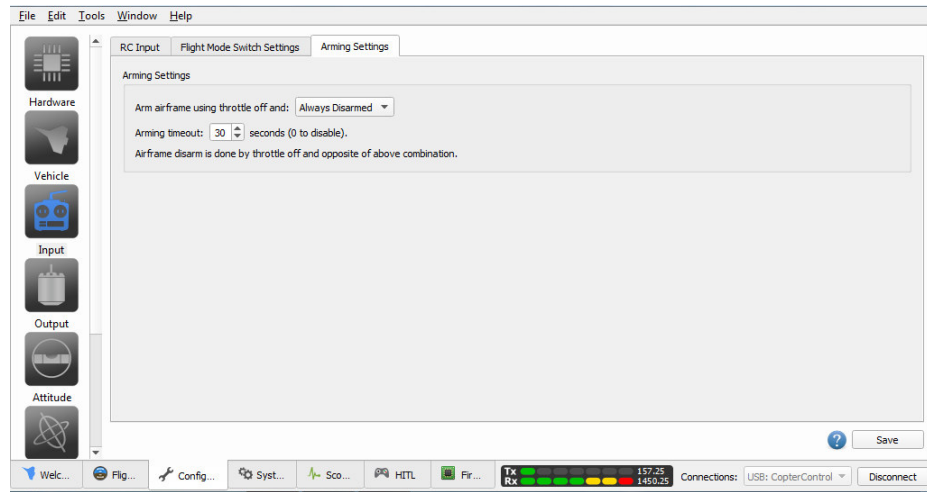 File Edit Tools Window Help
RC Input Flight Mode Switch Settings Arming Settings
Arming Settings
Hardware
Arm airframe using throttle off and: Always Disarmed
Arming timeout: 30 seconds (0 to disable).
Airframe disarm is done by throttle off and opposite of above combination.
Vehicle
Input
Output
Attitude
? Save
Welc... Flig... Config... Syst... Sco... HITL Fir... Tx 157.25 Connections: USB: CopterControl Disconnect
Rx 1450.25